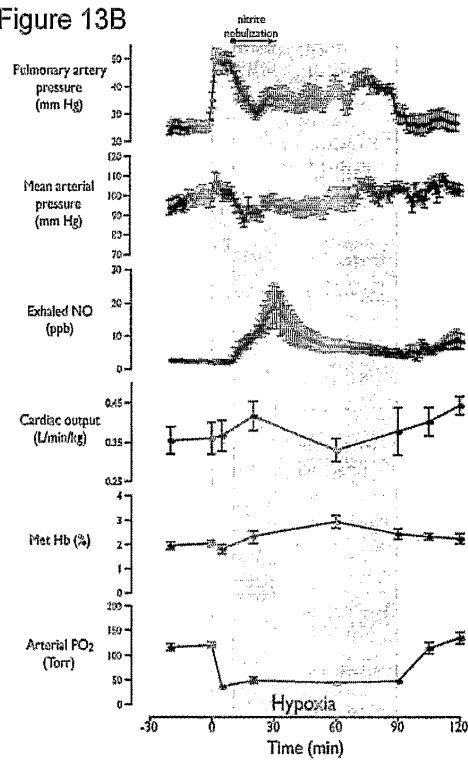 Figure 13B
nitrite
nebulization
Pulmonary artery
pressure
(mm Hg)
50
40
30
20
Mean arterial
pressure
(mm Hg)
120
110
100
90
80
70
Exhaled NO
(ppb)
30
20
10
0
Cardiac output
(L/min/kg)
0.45
0.35
0.25
Met Hb (%)
4
3
2
1
0
Arterial PO2
(Torr)
200
150
100
50
0
Hypoxia
-30 0 30 60 90 120
Time (min)